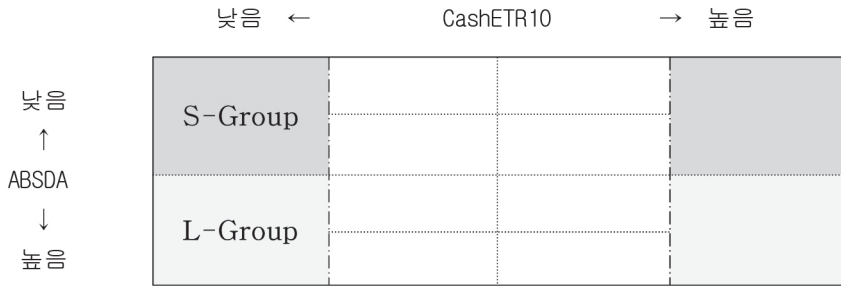 낮음 ← CashETR10 → 높음
낮음
↑
S-Group
ABSDA
↓
L-Group
높음